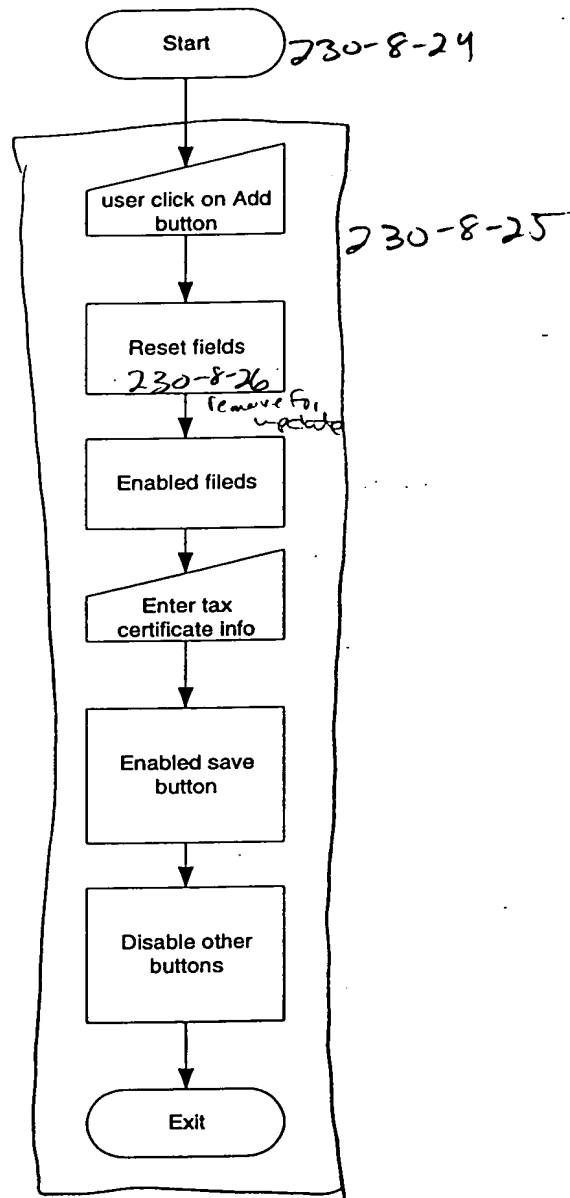 Start
230-8-24
user click on Add
button
230-8-25
Reset fields
230-8-26
remove for
update
Enabled fileds
Enter tax
certificate info
Enabled save
button
Disable other
buttons
Exit